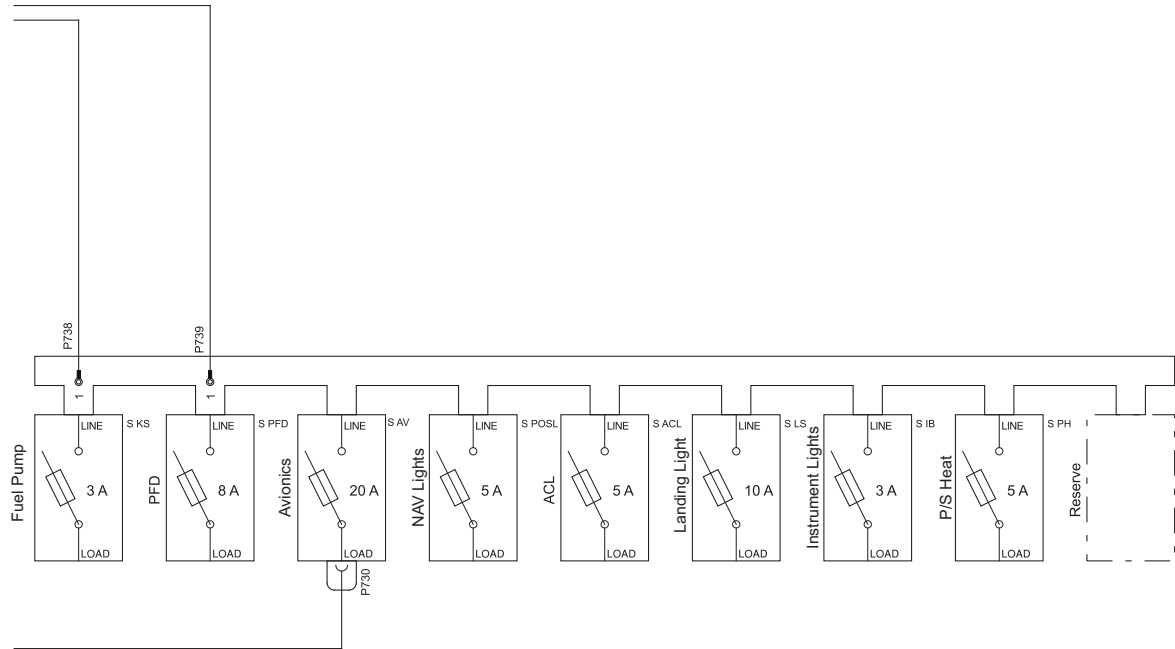 P738
P739
1
1
Fuel Pump
LINE
S KS
3 A
LOAD
PFD
LINE
S PFD
8 A
LOAD
Avionics
LINE
S AV
20 A
LOAD
P730
NAV Lights
LINE
S POSL
5 A
LOAD
ACL
LINE
S ACL
5 A
LOAD
Landing Light
LINE
S LS
10 A
LOAD
Instrument Lights
LINE
S IB
3 A
LOAD
P/S Heat
LINE
S PH
5 A
LOAD
Reserve